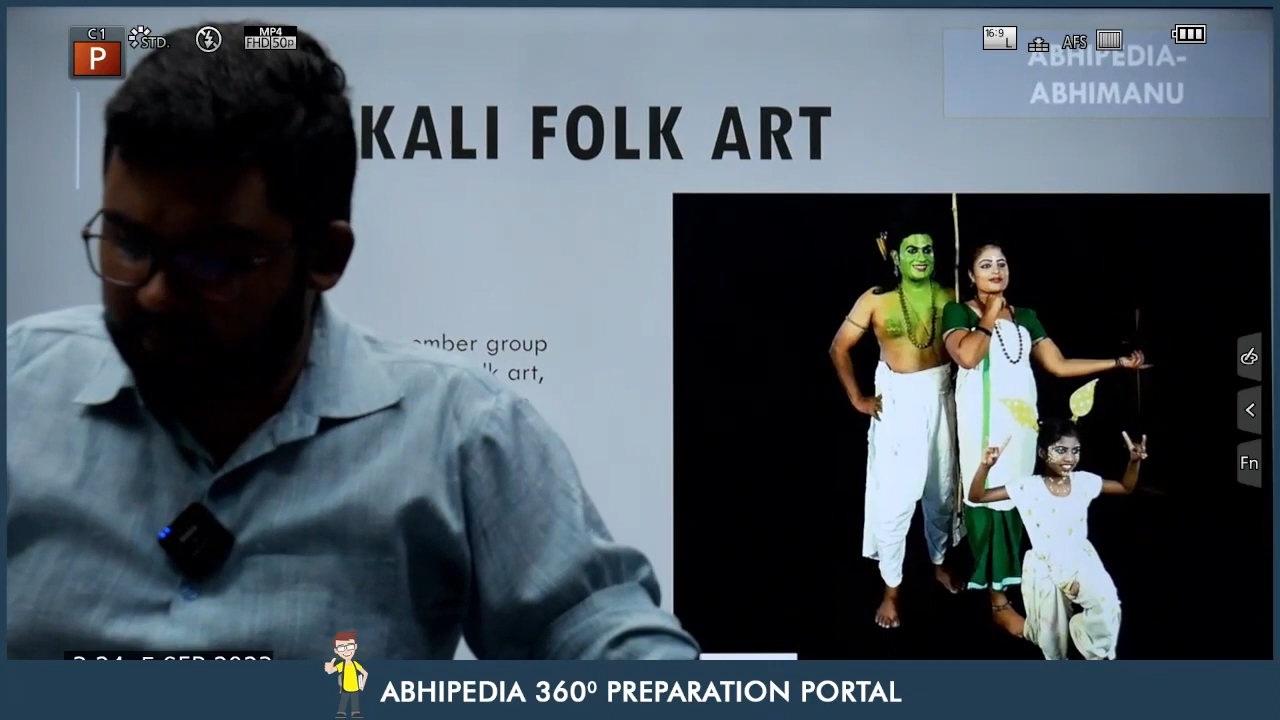 C1
P
STD.
MP4
FHD 50p
16:9
L
AFS
ABHIPEDIA-
ABHIMANU
KALI FOLK ART
ember group
art,
Fn
ABHIPEDIA 360⁰ PREPARATION PORTAL